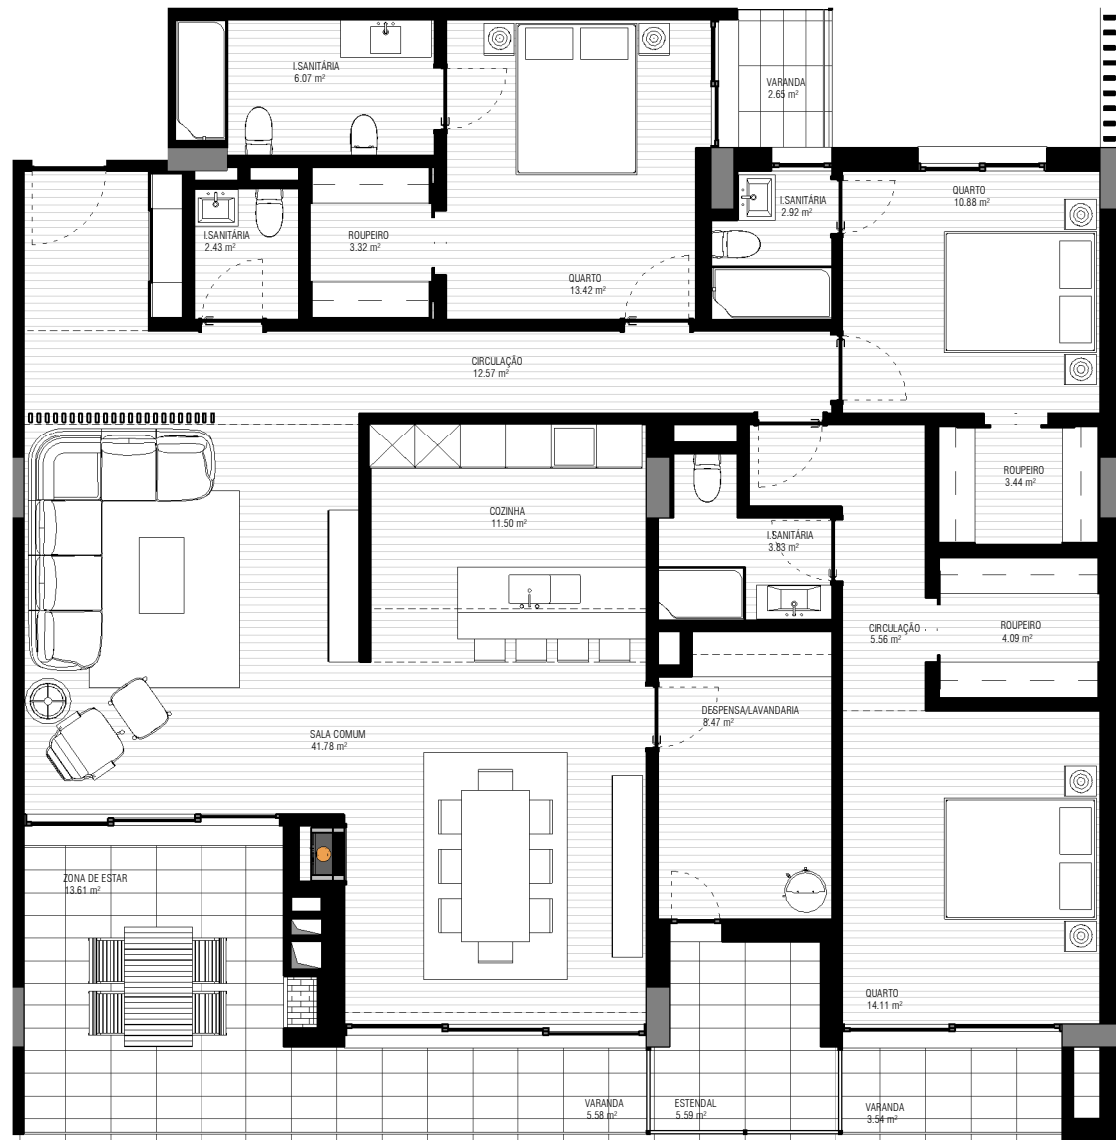 I.SANITÁRIA
6.07 m²
VARANDA
2.65 m²
QUARTO
10.88 m²
I.SANITÁRIA
2.92 m²
I.SANITÁRIA
2.43 m²
ROUPEIRO
3.32 m²
QUARTO
13.42 m²
CIRCULAÇÃO
12.57 m²
ROUPEIRO
3.44 m²
COZINHA
11.50 m²
I.SANITÁRIA
3.83 m²
CIRCULAÇÃO
5.56 m²
ROUPEIRO
4.09 m²
DESPENSA/LAVANDARIA
8.47 m²
SALA COMUM
41.78 m²
ZONA DE ESTAR
13.61 m²
QUARTO
14.11 m²
VARANDA
5.58 m²
ESTENDAL
5.59 m²
VARANDA
3.54 m²